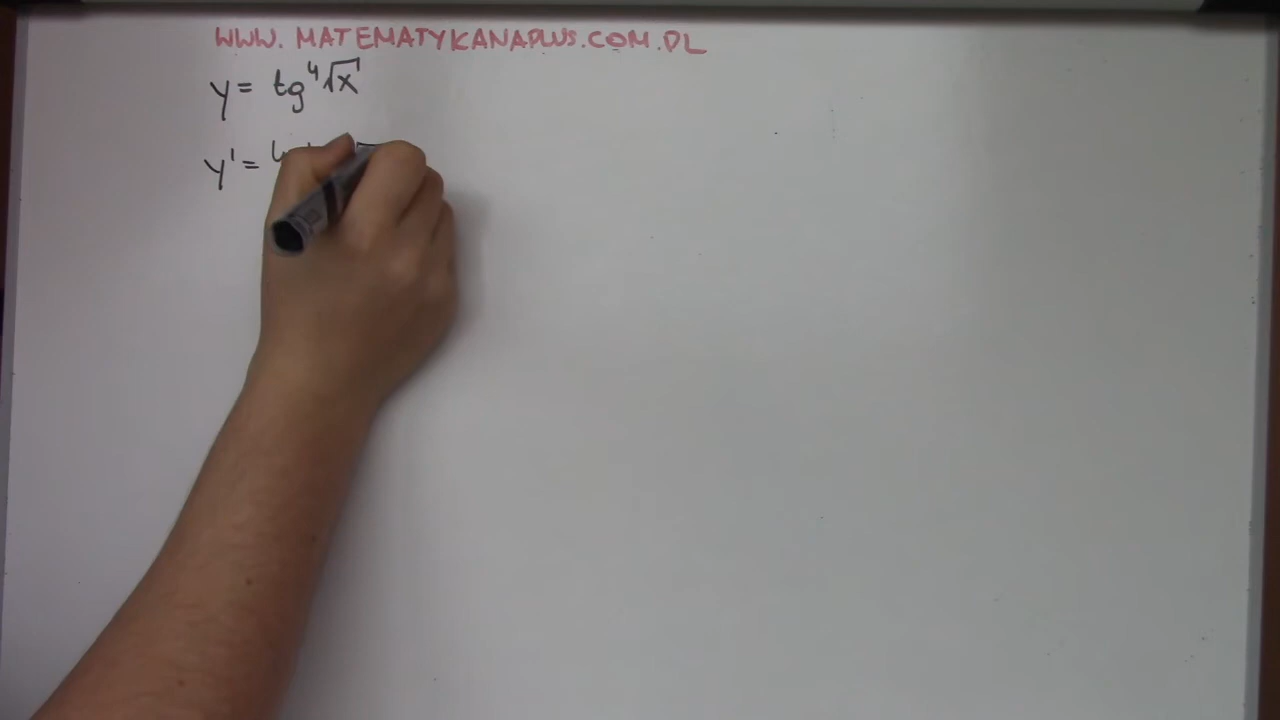 WWW.MATEMATYKANAPLUS.COM.PL
y = tg⁴√x
y' =